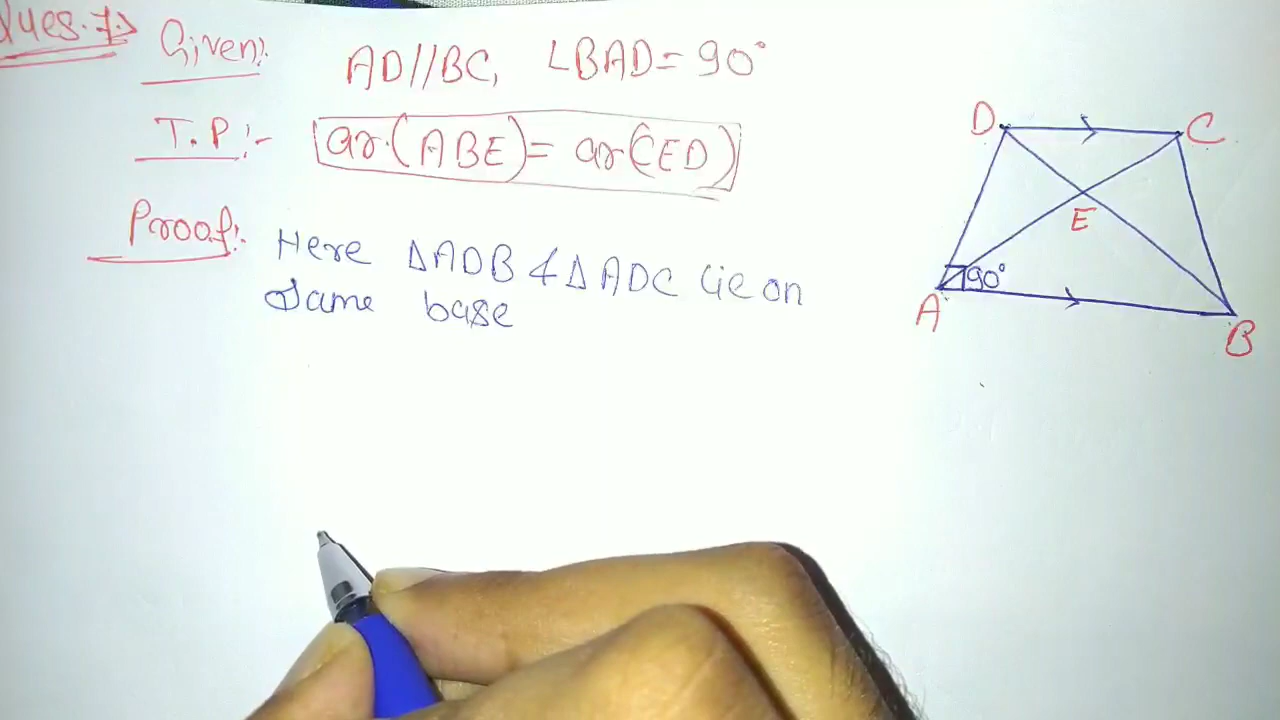 Ques.7.>
Given:
AD//BC, ∠BAD = 90°
T.P:-
ar.(ABE) = ar(CED)
Proof:
Here ΔADB & ΔADC lie on
Same base
D
C
E
90°
A
B